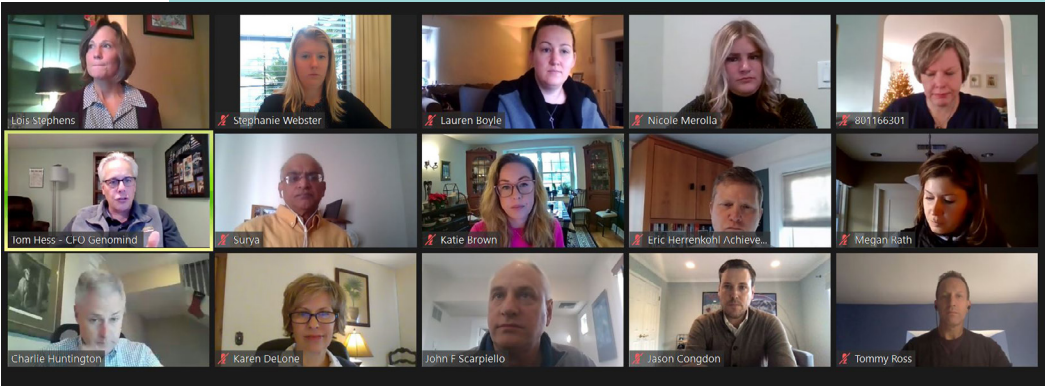 Lois Stephens
Stephanie Webster
Lauren Boyle
Nicole Merolla
801166301
Tom Hess - CFO Genomind
Surya
Katie Brown
Eric Herrenkohl Achieve...
Megan Rath
Charlie Huntington
Karen DeLone
John F Scarpiello
Jason Congdon
Tommy Ross